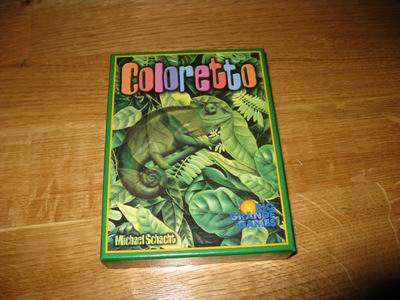 Coloretto
RIO
GRANDE
GAMES
Michael Schacht